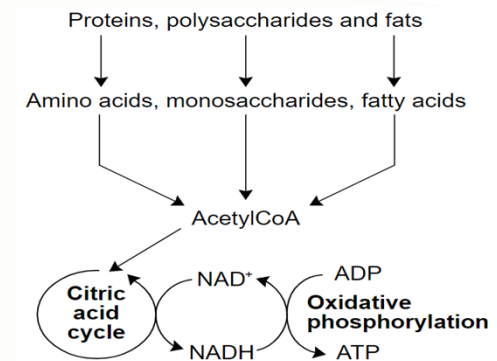 Proteins, polysaccharides and fats
Amino acids, monosaccharides, fatty acids
AcetylCoA
Citric
acid
cycle
NAD⁺
NADH
ADP
Oxidative
phosphorylation
ATP